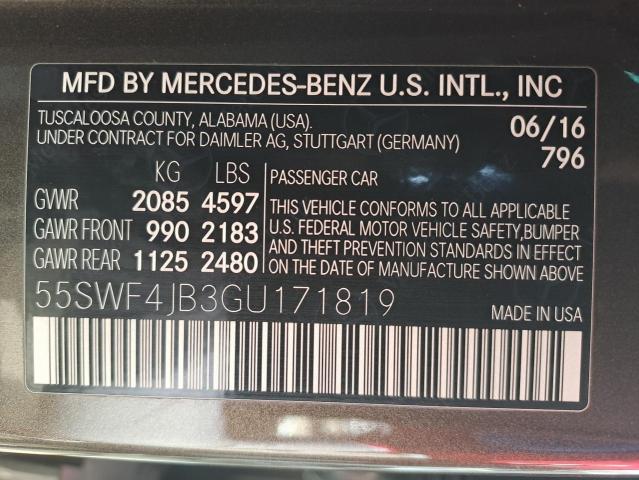 MFD BY MERCEDES-BENZ U.S. INTL., INC
TUSCALOOSA COUNTY, ALABAMA (USA).
UNDER CONTRACT FOR DAIMLER AG, STUTTGART (GERMANY)
06/16
796
KG LBS
GVWR 2085 4597
GAWR FRONT 990 2183
GAWR REAR 1125 2480
PASSENGER CAR
THIS VEHICLE CONFORMS TO ALL APPLICABLE
U.S. FEDERAL MOTOR VEHICLE SAFETY,BUMPER
AND THEFT PREVENTION STANDARDS IN EFFECT
ON THE DATE OF MANUFACTURE SHOWN ABOVE
55SWF4JB3GU171819
MADE IN USA